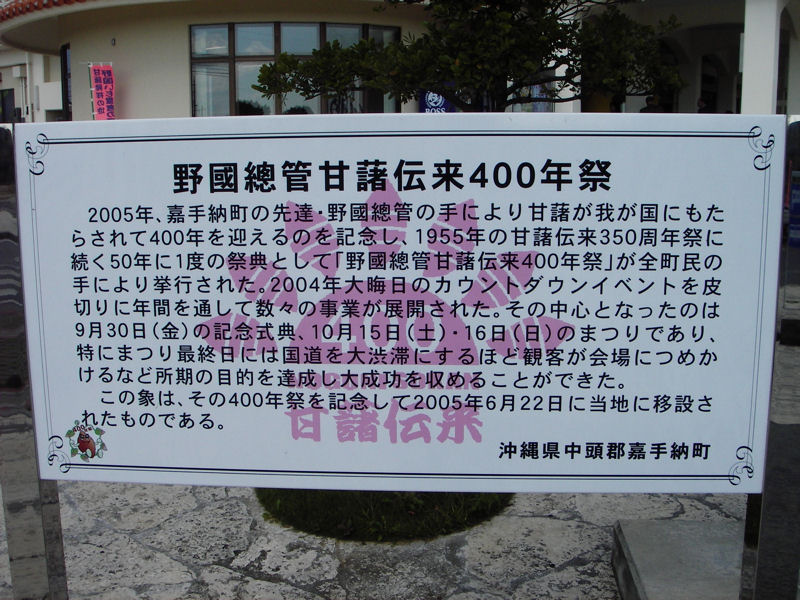 野國總管甘藷伝来400年祭
2005年、嘉手納町の先達・野國總管の手により甘藷が我が国にもた
らされて400年を迎えるのを記念し、1955年の甘藷伝来350周年祭に
続く50年に1度の祭典として「野國總管甘藷伝来400年祭」が全町民の
手により挙行された。2004年大晦日のカウントダウンイベントを皮
切りに年間を通して数々の事業が展開された。その中心となったのは
9月30日(金)の記念式典、10月15日(土)・16日(日)のまつりであり、
特にまつり最終日には国道を大渋滞にするほど観客が会場につめか
けるなど所期の目的を達成し大成功を収めることができた。
この象は、その400年祭を記念して2005年6月22日に当地に移設さ
れたものである。
沖縄県中頭郡嘉手納町
400
甘藷伝来
BOSS